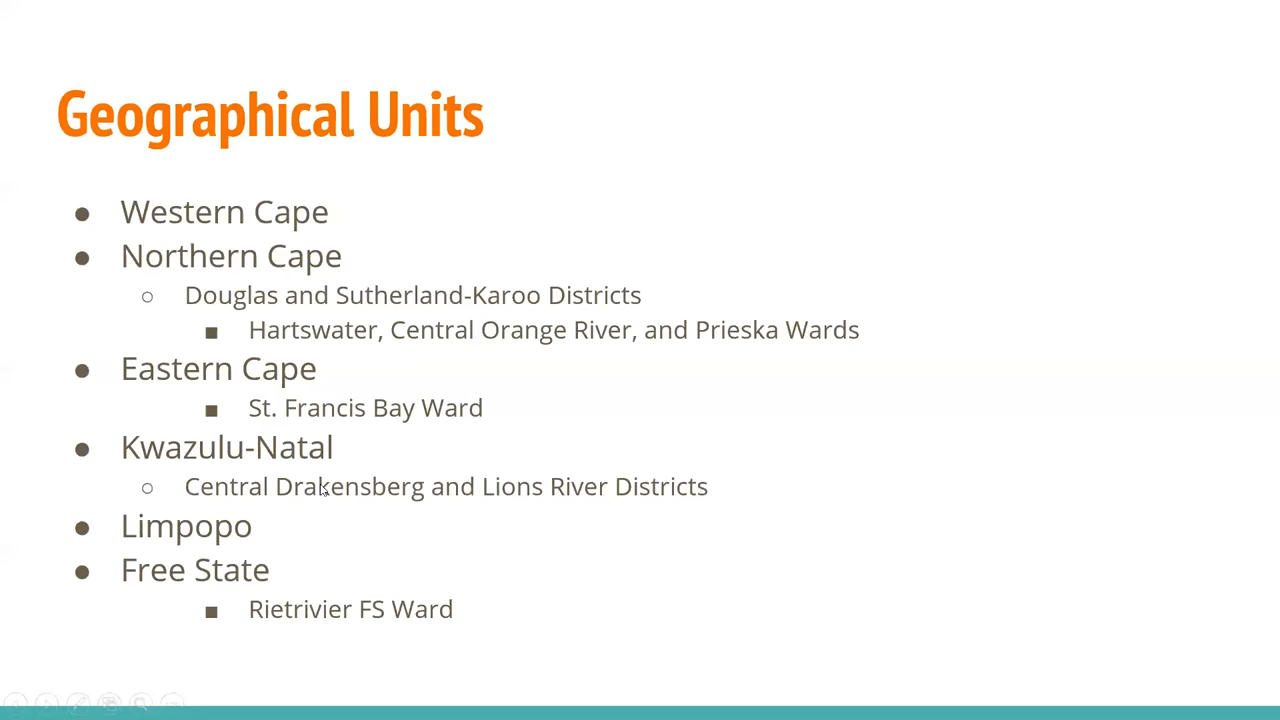 Geographical Units
● Western Cape
● Northern Cape
○ Douglas and Sutherland-Karoo Districts
■ Hartswater, Central Orange River, and Prieska Wards
● Eastern Cape
■ St. Francis Bay Ward
● Kwazulu-Natal
○ Central Drakensberg and Lions River Districts
● Limpopo
● Free State
■ Rietrivier FS Ward